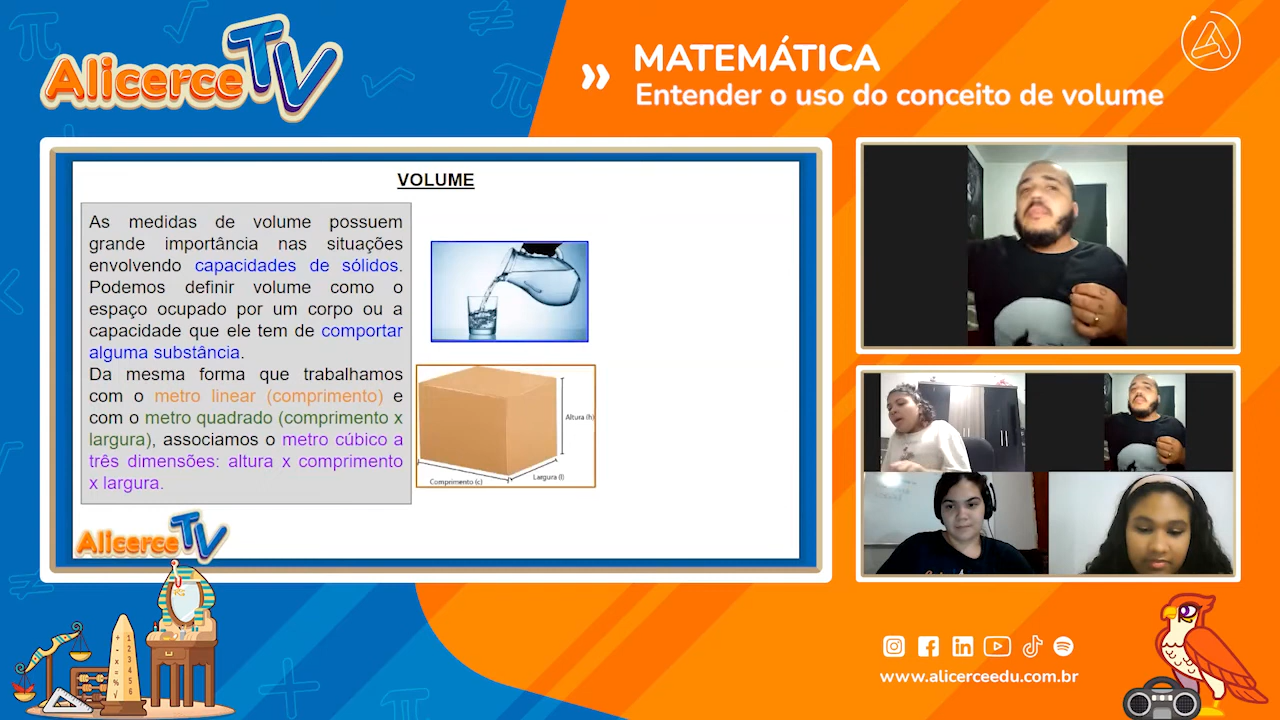 Alicerce TV
MATEMÁTICA
Entender o uso do conceito de volume
VOLUME
As medidas de volume possuem
grande importância nas situações
envolvendo capacidades de sólidos.
Podemos definir volume como o
espaço ocupado por um corpo ou a
capacidade que ele tem de comportar
alguma substância.
Da mesma forma que trabalhamos
com o metro linear (comprimento) e
com o metro quadrado (comprimento x
largura), associamos o metro cúbico a
três dimensões: altura x comprimento
x largura.
Altura (h)
Largura (l)
Comprimento (c)
Alicerce TV
www.alicerceedu.com.br